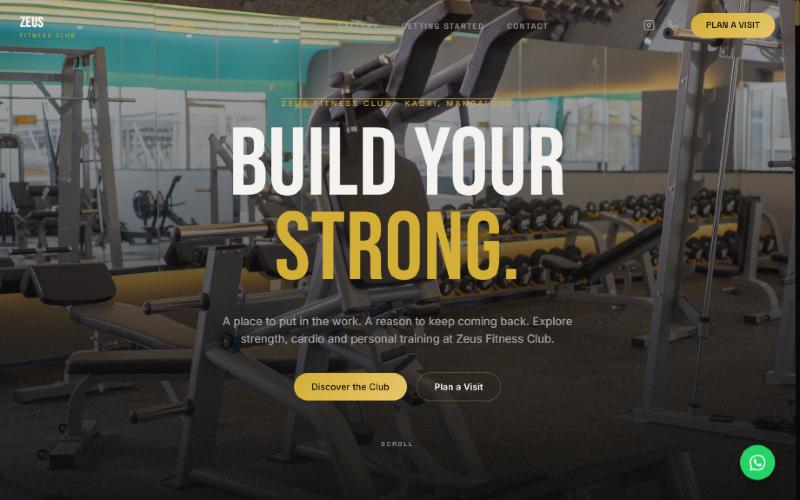 ZEUS
FITNESS CLUB
HOME
GALLERY
GETTING STARTED
CONTACT
PLAN A VISIT
ZEUS FITNESS CLUB · KADRI, MANGALORE
BUILD YOUR
STRONG.
A place to put in the work. A reason to keep coming back. Explore
strength, cardio and personal training at Zeus Fitness Club.
Discover the Club
Plan a Visit
SCROLL